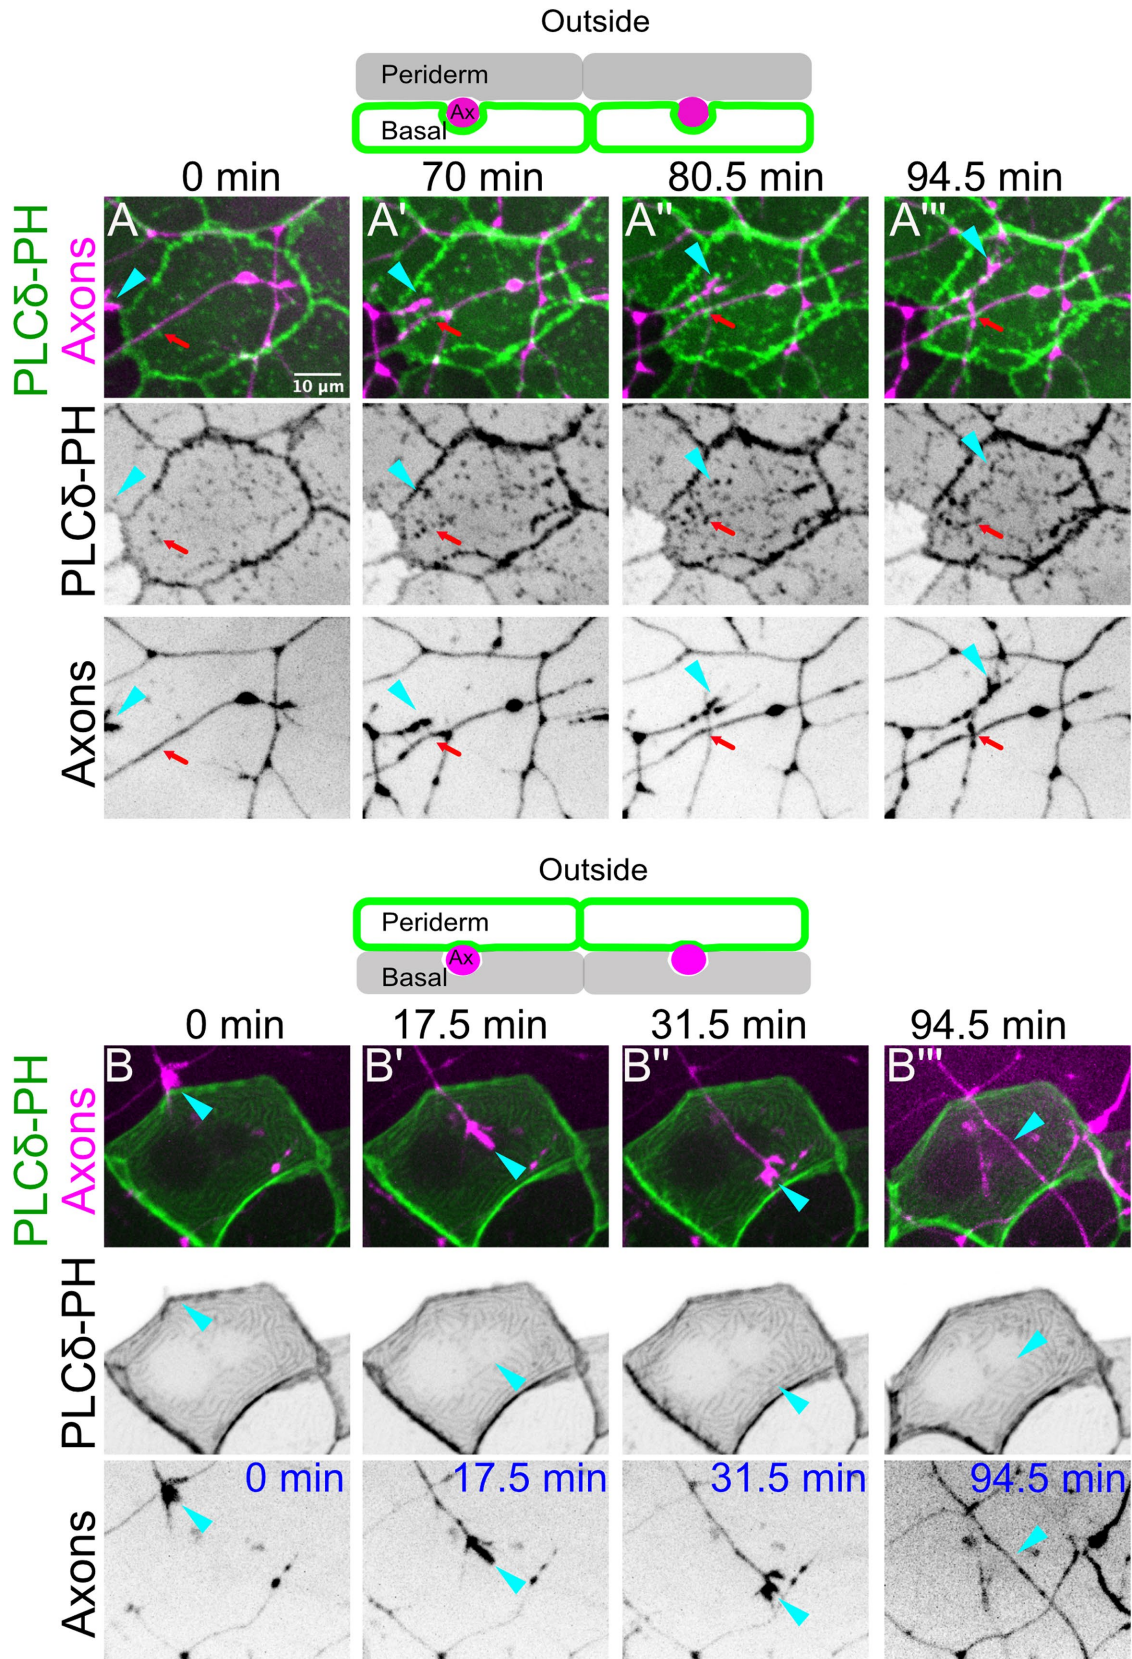 Outside
Periderm
Ax
Basal
0 min 70 min 80.5 min 94.5 min
PLCδ-PH
Axons
A A' A" A"'
10 µm
PLCδ-PH
Axons
Outside
Periderm
Ax
Basal
0 min 17.5 min 31.5 min 94.5 min
PLCδ-PH
Axons
B B' B" B"'
PLCδ-PH
Axons
0 min 17.5 min 31.5 min 94.5 min